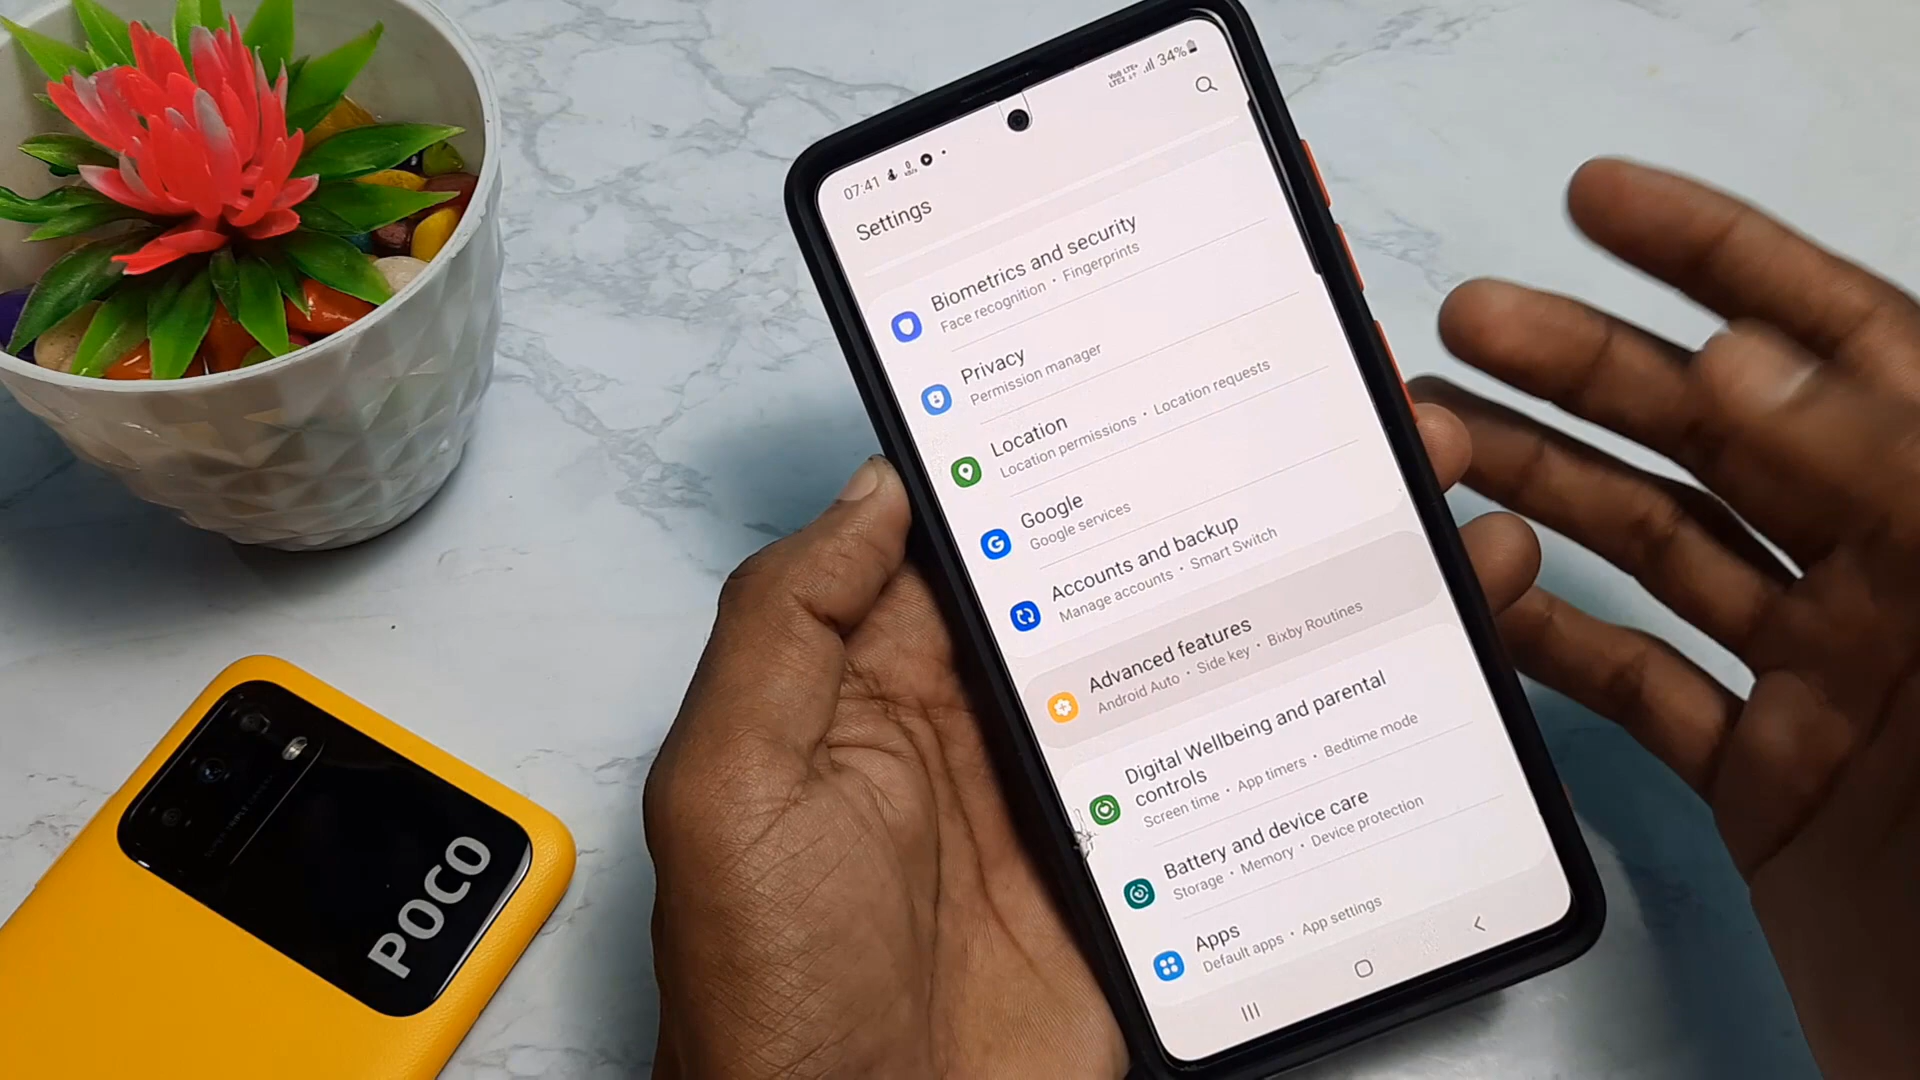 07:41
34%
Settings
Biometrics and security
Face recognition • Fingerprints
Privacy
Permission manager
Location
Location permissions • Location requests
Google
Google services
Accounts and backup
Manage accounts • Smart Switch
Advanced features
Android Auto • Side key • Bixby Routines
Digital Wellbeing and parental
controls
Screen time • App timers • Bedtime mode
Battery and device care
Storage • Memory • Device protection
Apps
Default apps • App settings
POCO